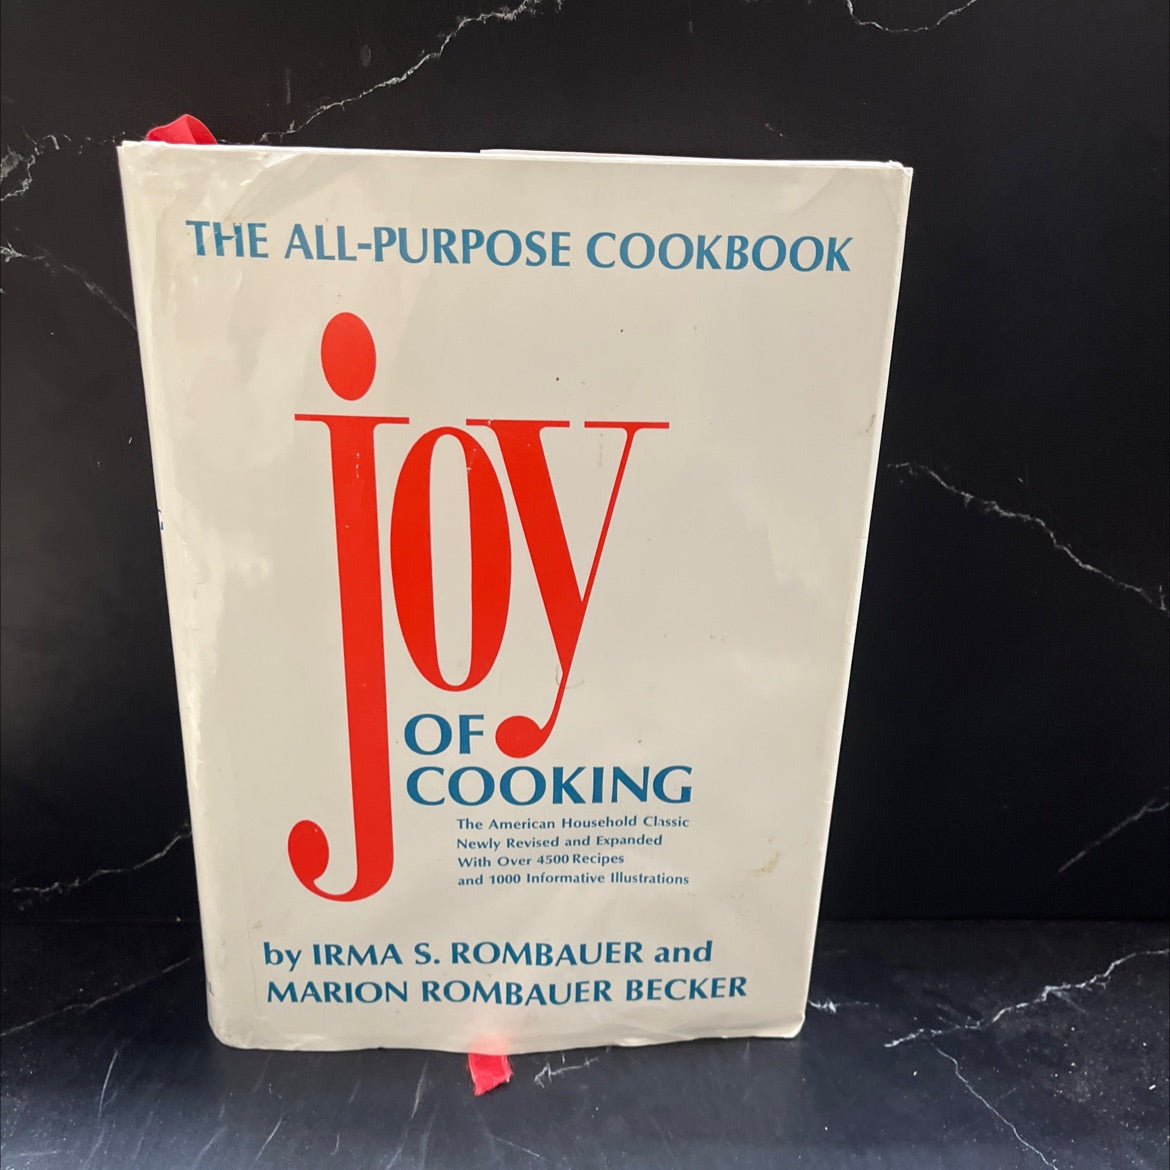 THE ALL-PURPOSE COOKBOOK
joy
OF
COOKING
The American Household Classic
Newly Revised and Expanded
With Over 4500 Recipes
and 1000 Informative Illustrations
by IRMA S. ROMBAUER and
MARION ROMBAUER BECKER